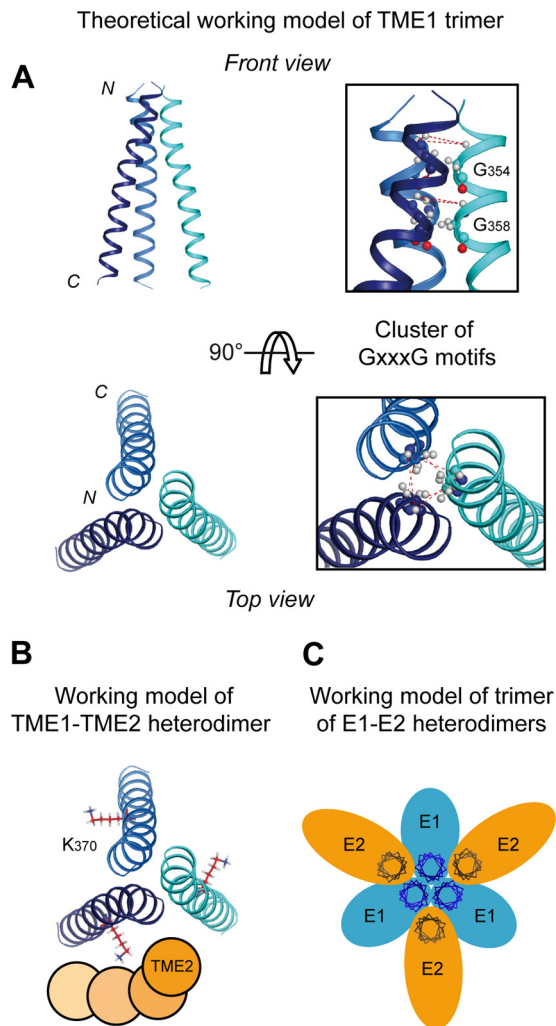 Theoretical working model of TME1 trimer
Front view
A
N
C
G354
G358
90°
Cluster of
GxxxG motifs
C
N
Top view
B
Working model of
TME1-TME2 heterodimer
K370
TME2
C
Working model of trimer
of E1-E2 heterodimers
E1
E2
E2
E1
E1
E2